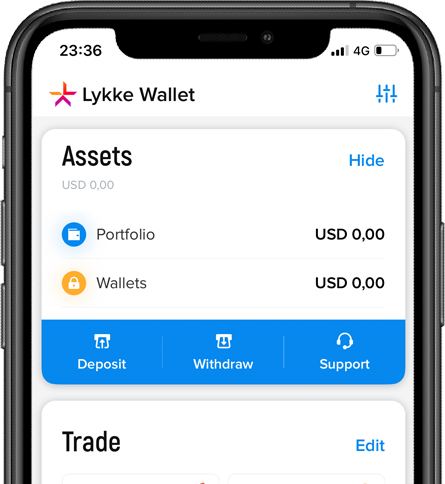 23:36 4G
Lykke Wallet
Assets Hide
USD 0,00
Portfolio USD 0,00
Wallets USD 0,00
Deposit Withdraw Support
Trade Edit